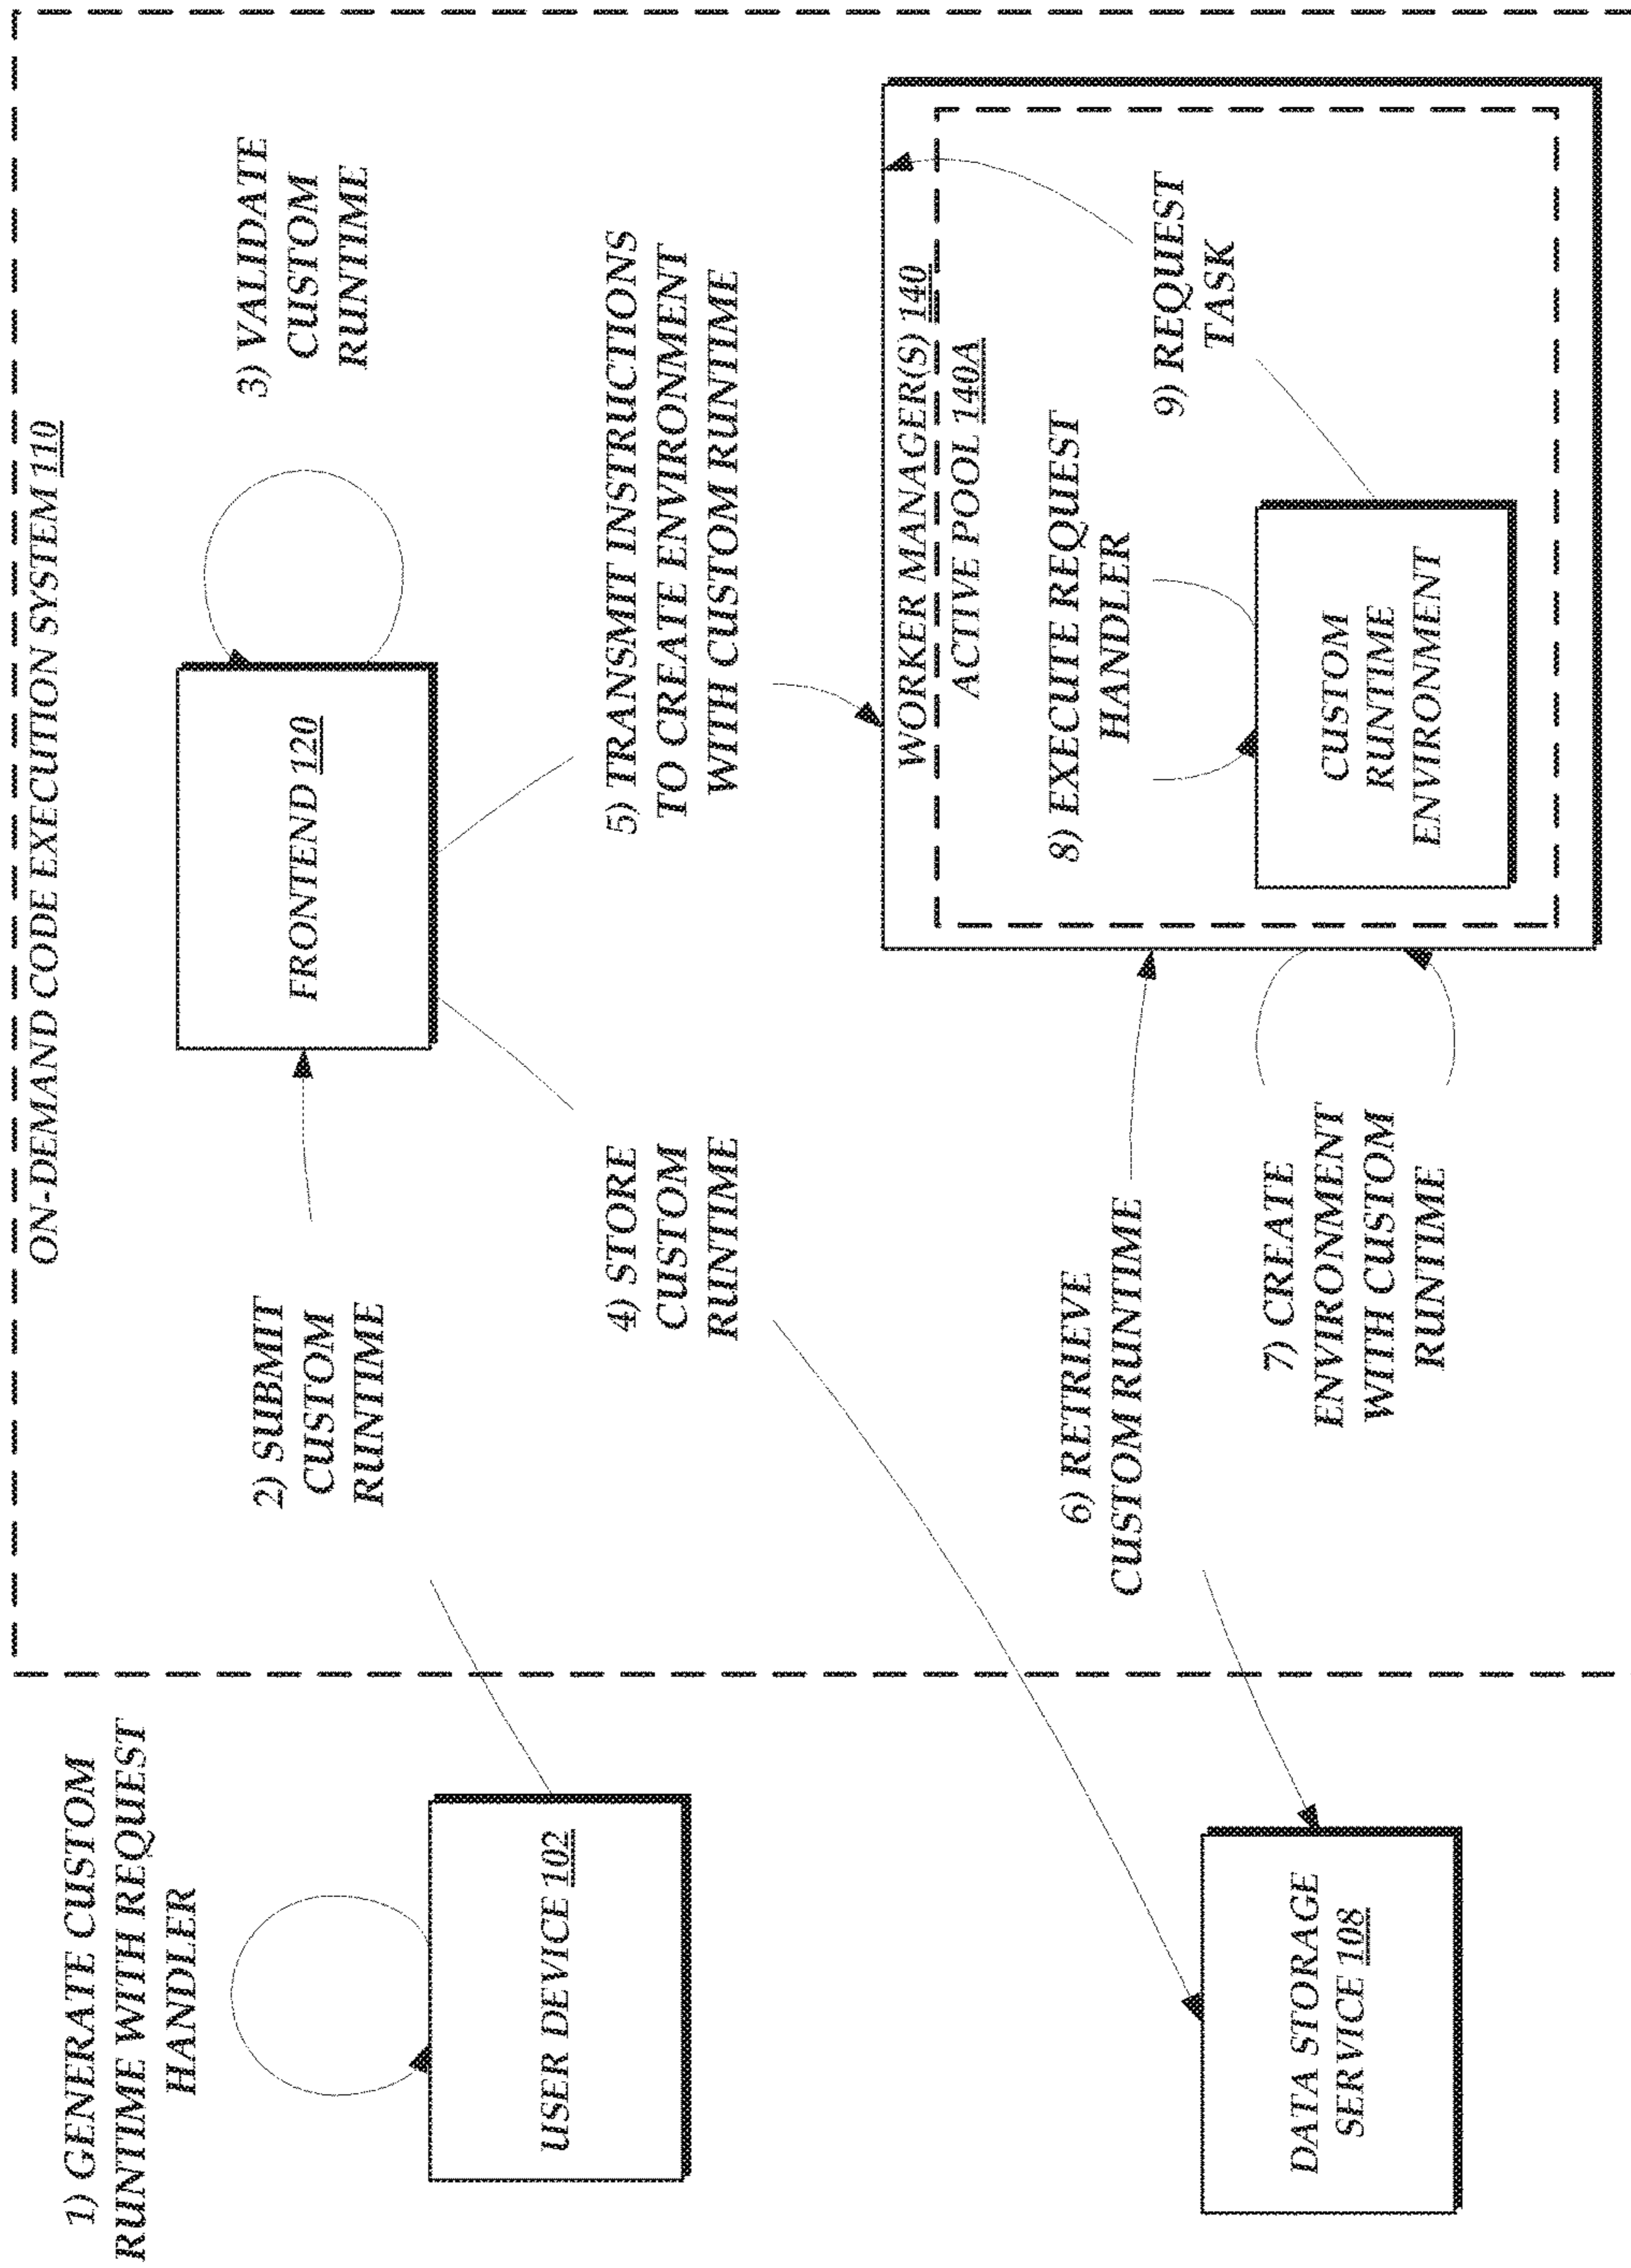 ON-DEMAND CODE EXECUTION SYSTEM 110
1) GENERATE CUSTOM
RUNTIME WITH REQUEST
HANDLER
USER DEVICE 102
2) SUBMIT
CUSTOM
RUNTIME
FRONTEND 120
3) VALIDATE
CUSTOM
RUNTIME
4) STORE
CUSTOM
RUNTIME
5) TRANSMIT INSTRUCTIONS
TO CREATE ENVIRONMENT
WITH CUSTOM RUNTIME
DATA STORAGE
SERVICE 108
6) RETRIEVE
CUSTOM RUNTIME
7) CREATE
ENVIRONMENT
WITH CUSTOM
RUNTIME
WORKER MANAGER(S) 140
ACTIVE POOL 140A
8) EXECUTE REQUEST
HANDLER
9) REQUEST
TASK
CUSTOM
RUNTIME
ENVIRONMENT